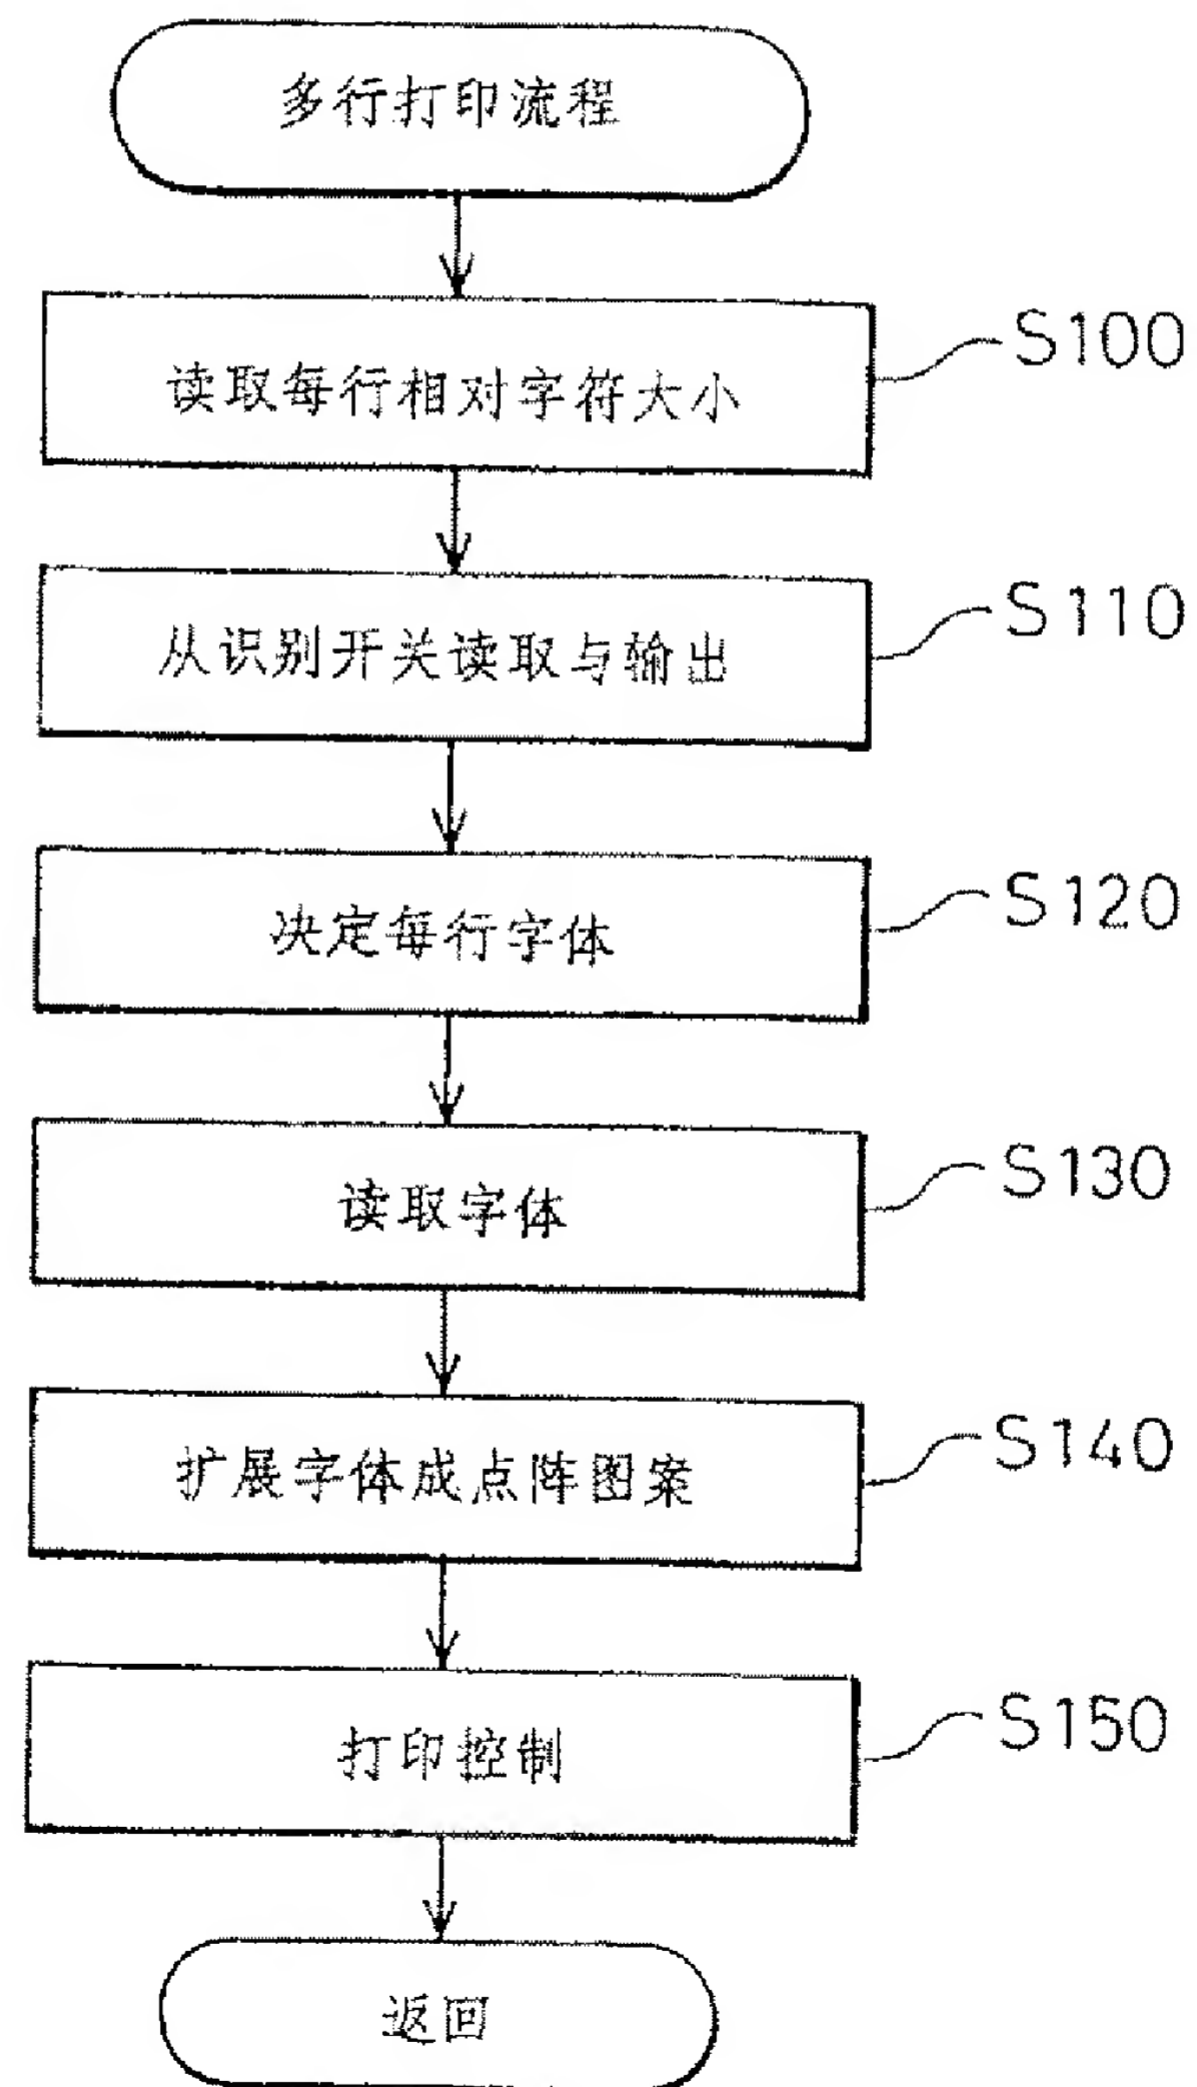 多行打印流程
读取每行相对字符大小
S100
从识别开关读取与输出
S110
决定每行字体
S120
读取字体
S130
扩展字体成点阵图案
S140
打印控制
S150
返回